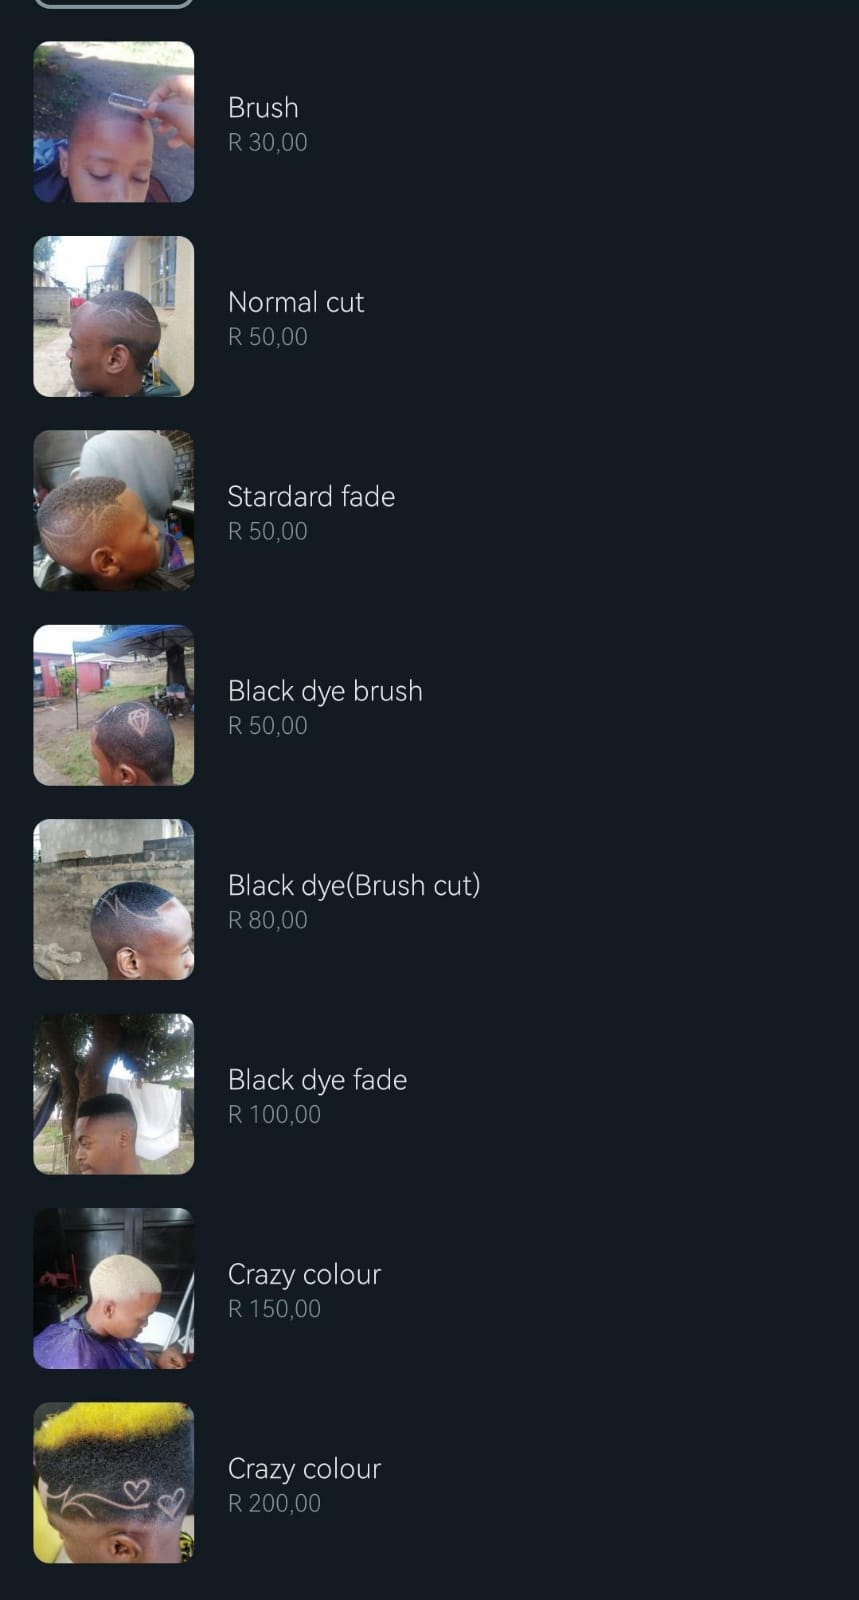 Brush
R 30,00
Normal cut
R 50,00
Stardard fade
R 50,00
Black dye brush
R 50,00
Black dye(Brush cut)
R 80,00
Black dye fade
R 100,00
Crazy colour
R 150,00
Crazy colour
R 200,00